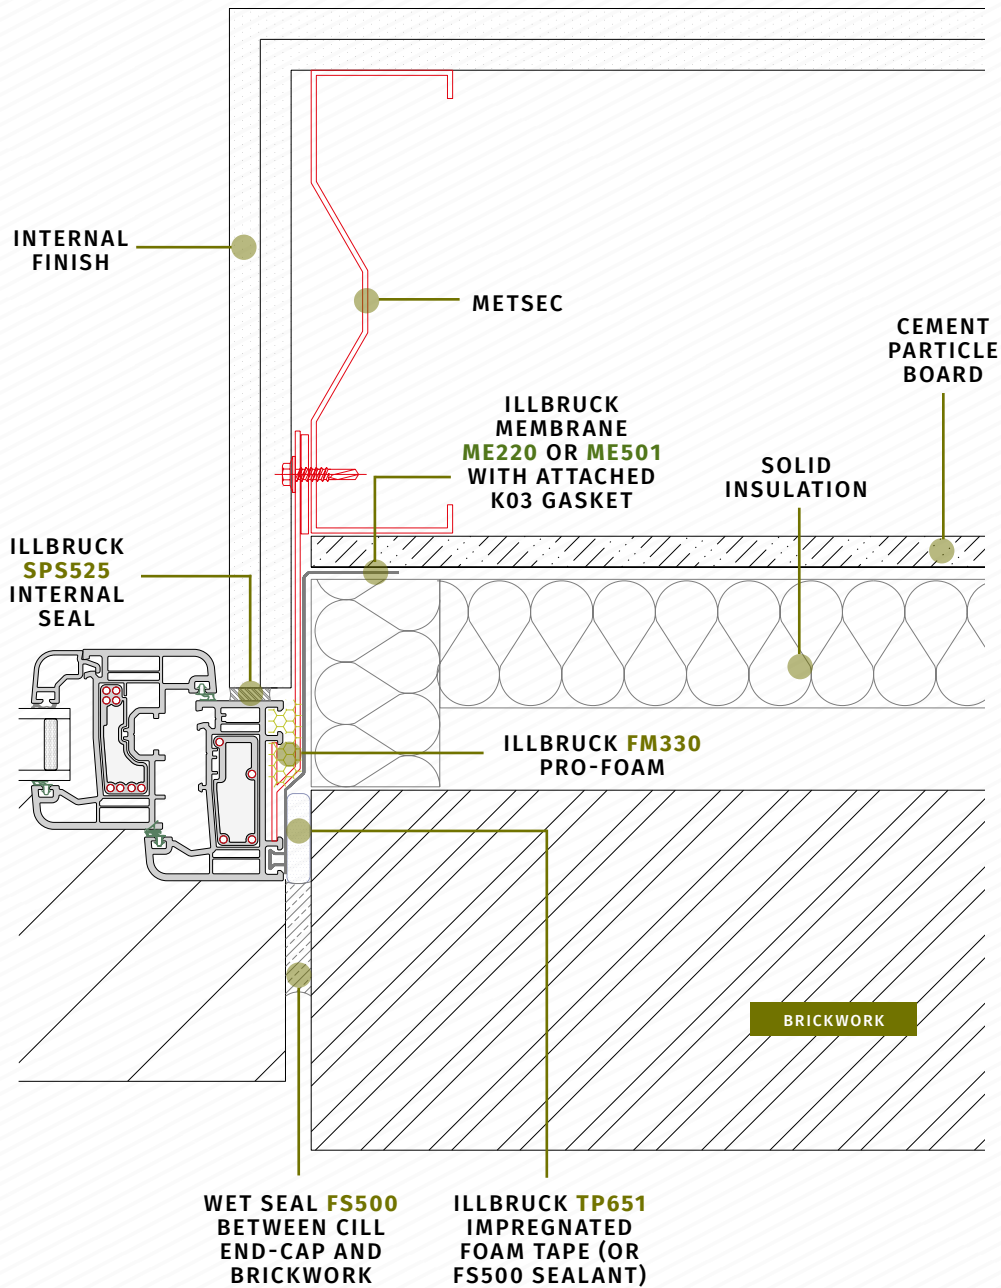 INTERNAL
FINISH
METSEC
CEMENT
PARTICLE
BOARD
ILLBRUCK
MEMBRANE
ME220 OR ME501
WITH ATTACHED
K03 GASKET
SOLID
INSULATION
ILLBRUCK
SPS525
INTERNAL
SEAL
ILLBRUCK FM330
PRO-FOAM
BRICKWORK
WET SEAL FS500
BETWEEN CILL
END-CAP AND
BRICKWORK
ILLBRUCK TP651
IMPREGNATED
FOAM TAPE (OR
FS500 SEALANT)